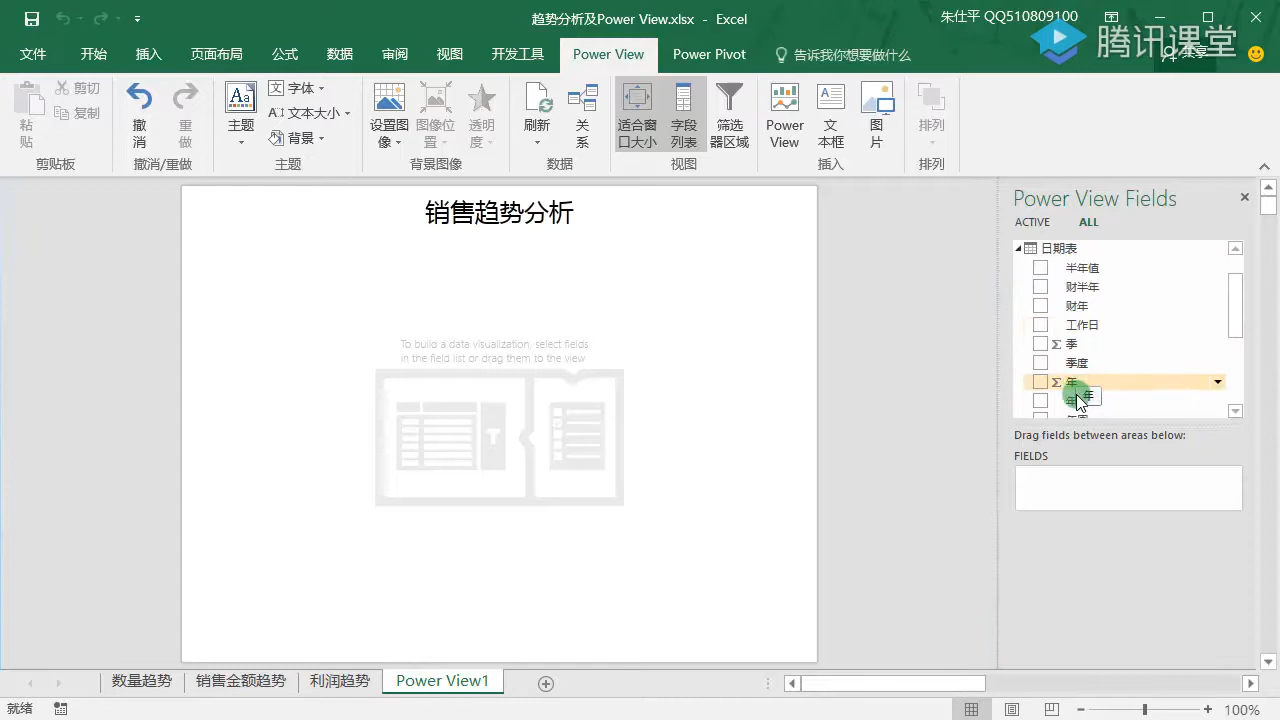 趋势分析及Power View.xlsx - Excel
朱仕平 QQ510809100
腾讯课堂
文件 开始 插入 页面布局 公式 数据 审阅 视图 开发工具 Power View Power Pivot 告诉我你想要做什么 共享
粘贴
剪切
复制
剪贴板
撤消
重做
撤消/重做
主题
字体
文本大小
背景
主题
设置图像
图像位置
透明度
背景图像
刷新
关系
数据
适合窗口大小
字段列表
筛选器区域
视图
Power View
文本框
图片
插入
排列
排列
销售趋势分析
To build a data visualization, select fields
in the field list or drag them to the view
Power View Fields
ACTIVE ALL
日期表
半年值
财半年
财年
工作日
Σ 季
季度
Σ 年
年
Drag fields between areas below:
FIELDS
数量趋势 销售金额趋势 利润趋势 Power View1
就绪
100%